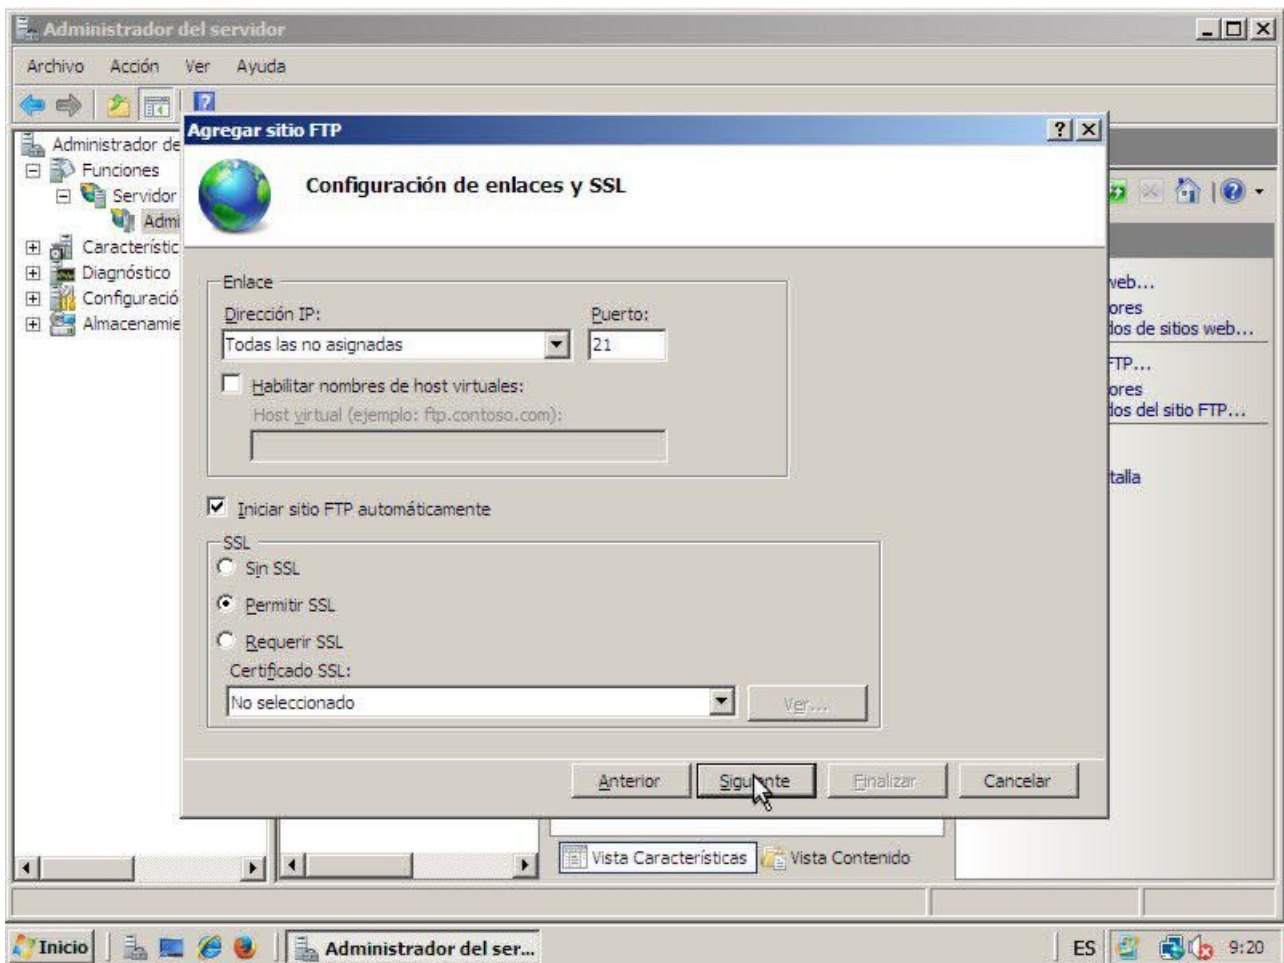 Administrador del servidor
Archivo Acción Ver Ayuda
Agregar sitio FTP
Configuración de enlaces y SSL
Administrador de
Funciones
Servidor
Admi
Característic
Diagnóstico
Configuració
Almacenamie
Enlace
Dirección IP: Puerto:
Todas las no asignadas 21
Habilitar nombres de host virtuales:
Host virtual (ejemplo: ftp.contoso.com):
Iniciar sitio FTP automáticamente
SSL
Sin SSL
Permitir SSL
Requerir SSL
Certificado SSL:
No seleccionado Ver...
Anterior Siguiente Finalizar Cancelar
web...
ores
dos de sitios web...
FTP...
ores
dos del sitio FTP...
talla
Vista Características Vista Contenido
Inicio Administrador del ser... ES 9:20